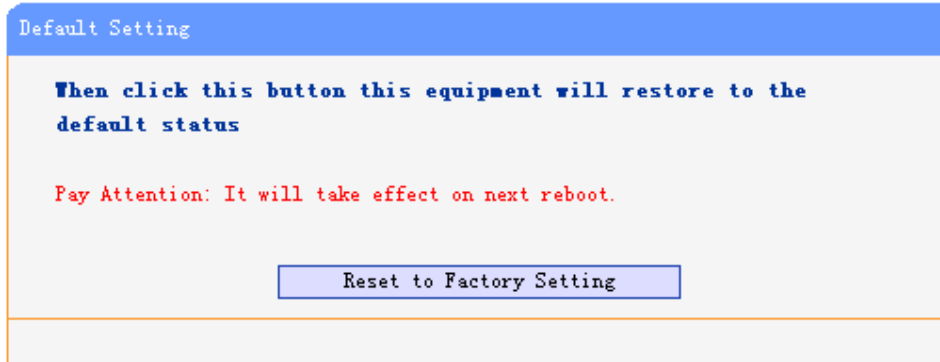 Default Setting
When click this button this equipment will restore to the
default status
Pay Attention: It will take effect on next reboot.
Reset to Factory Setting